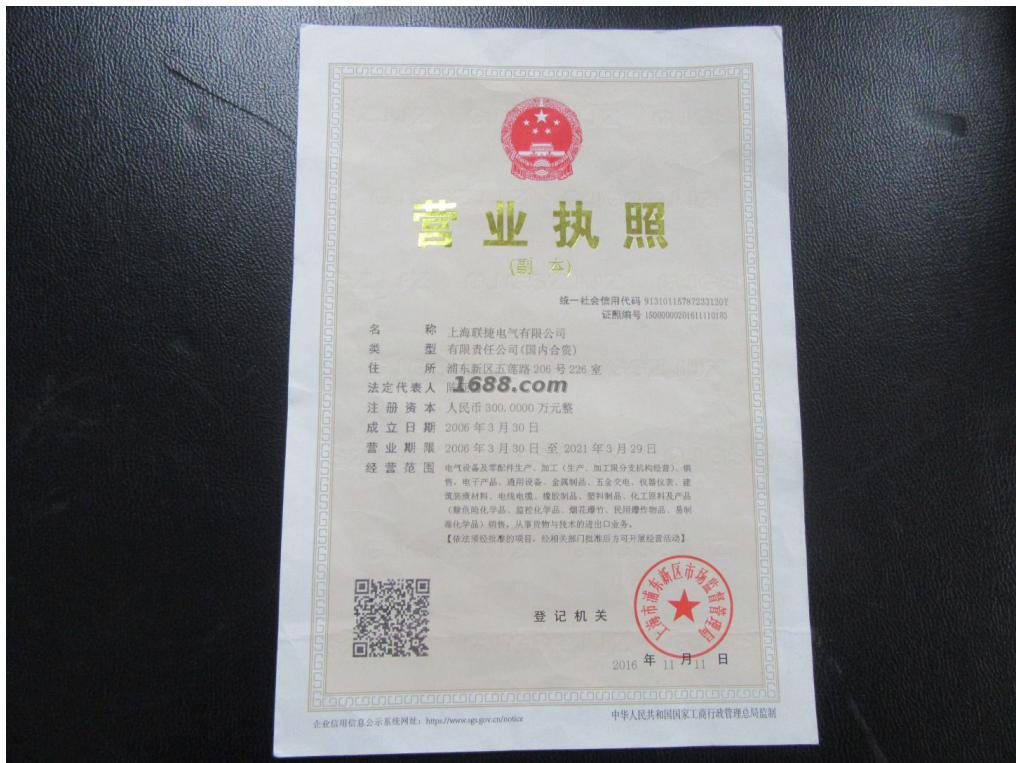 营业执照
(副 本)
统一社会信用代码 91310115787233130Y
证照编号 15000000201611110183
名称 上海联捷电气有限公司
类型 有限责任公司(国内合资)
住所 浦东新区五莲路206号226室
法定代表人
1688.com
注册资本 人民币300.0000万元整
成立日期 2006年3月30日
营业期限 2006年3月30日 至 2021年3月29日
经营范围 电气设备及零配件生产、加工(生产、加工限分支机构经营)、销
售,电子产品、通用设备、金属制品、五金交电、仪器仪表、建
筑装潢材料、电线电缆、橡胶制品、塑料制品、化工原料及产品
(除危险化学品、监控化学品、烟花爆竹、民用爆炸物品、易制
毒化学品)销售,从事货物与技术的进出口业务。
【依法须经批准的项目,经相关部门批准后方可开展经营活动】
登记机关
上海市浦东新区市场监督管理局
2016年11月11日
企业信用信息公示系统网址:https://www.sgs.gov.cn/notice
中华人民共和国国家工商行政管理总局监制